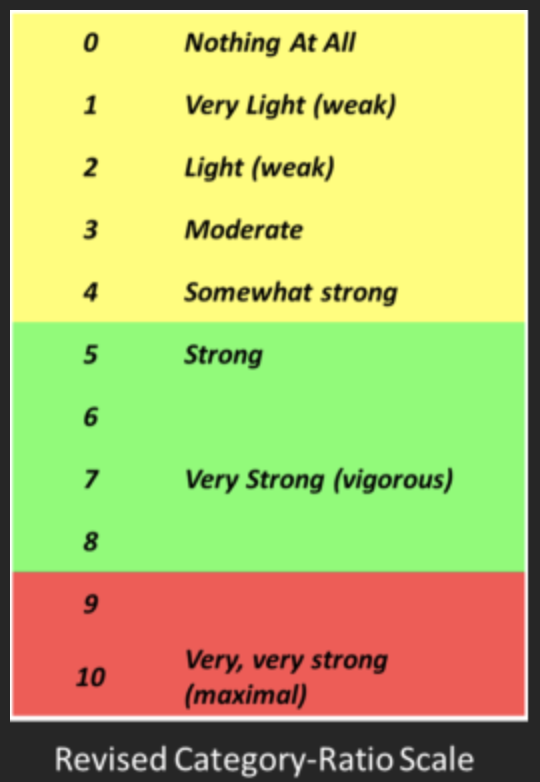 0 Nothing At All
1 Very Light (weak)
2 Light (weak)
3 Moderate
4 Somewhat strong
5 Strong
6
7 Very Strong (vigorous)
8
9
10 Very, very strong
(maximal)
Revised Category-Ratio Scale